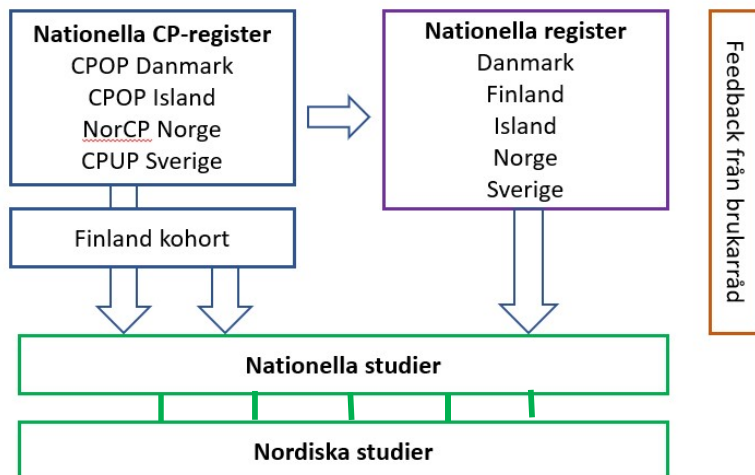 Nationella CP-register
CPOP Danmark
CPOP Island
NorCP Norge
CPUP Sverige
Finland kohort
Nationella register
Danmark
Finland
Island
Norge
Sverige
Feedback från brukarråd
Nationella studier
Nordiska studier